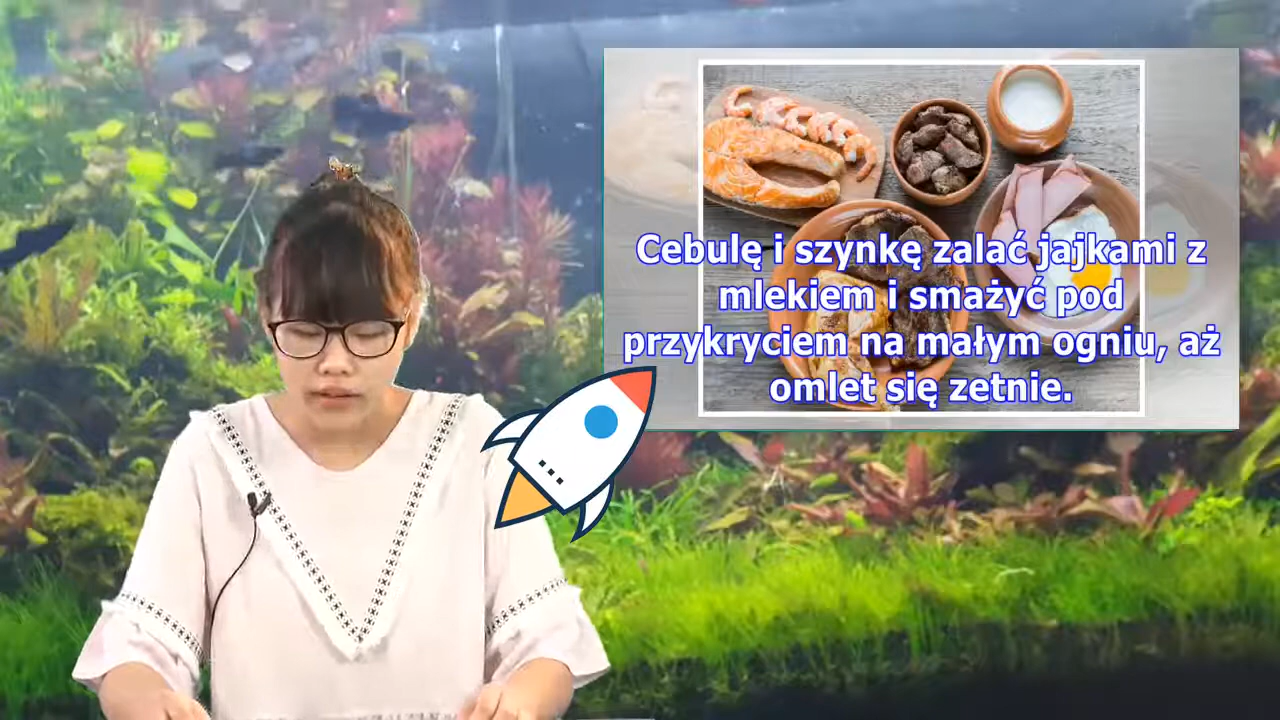 Cebulę i szynkę zalać jajkami z
mlekiem i smażyć pod
przykryciem na małym ogniu, aż
omlet się zetnie.